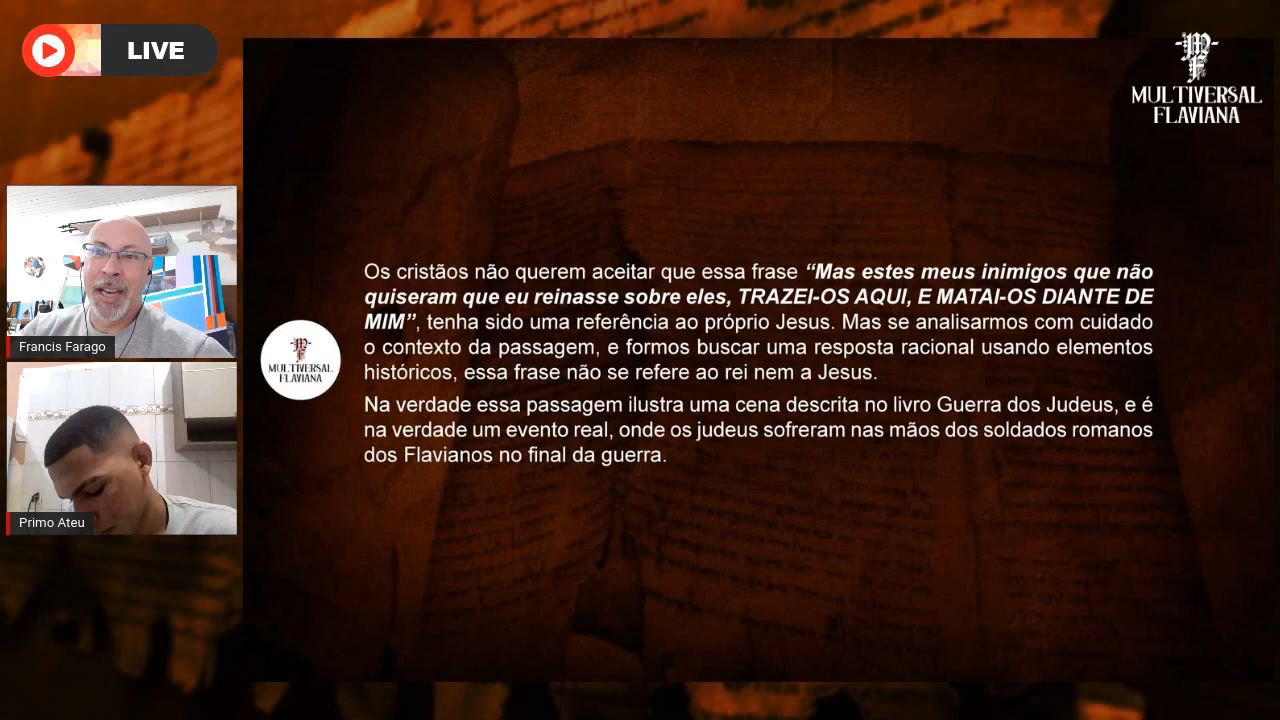 LIVE
MULTIVERSAL
FLAVIANA
Francis Farago
Primo Ateu
MULTIVERSAL
FLAVIANA
Os cristãos não querem aceitar que essa frase “Mas estes meus inimigos que não
quiseram que eu reinasse sobre eles, TRAZEI-OS AQUI, E MATAI-OS DIANTE DE
MIM”, tenha sido uma referência ao próprio Jesus. Mas se analisarmos com cuidado
o contexto da passagem, e formos buscar uma resposta racional usando elementos
históricos, essa frase não se refere ao rei nem a Jesus.
Na verdade essa passagem ilustra uma cena descrita no livro Guerra dos Judeus, e é
na verdade um evento real, onde os judeus sofreram nas mãos dos soldados romanos
dos Flavianos no final da guerra.